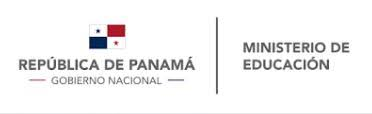 REPÚBLICA DE PANAMÁ
GOBIERNO NACIONAL
MINISTERIO DE
EDUCACIÓN